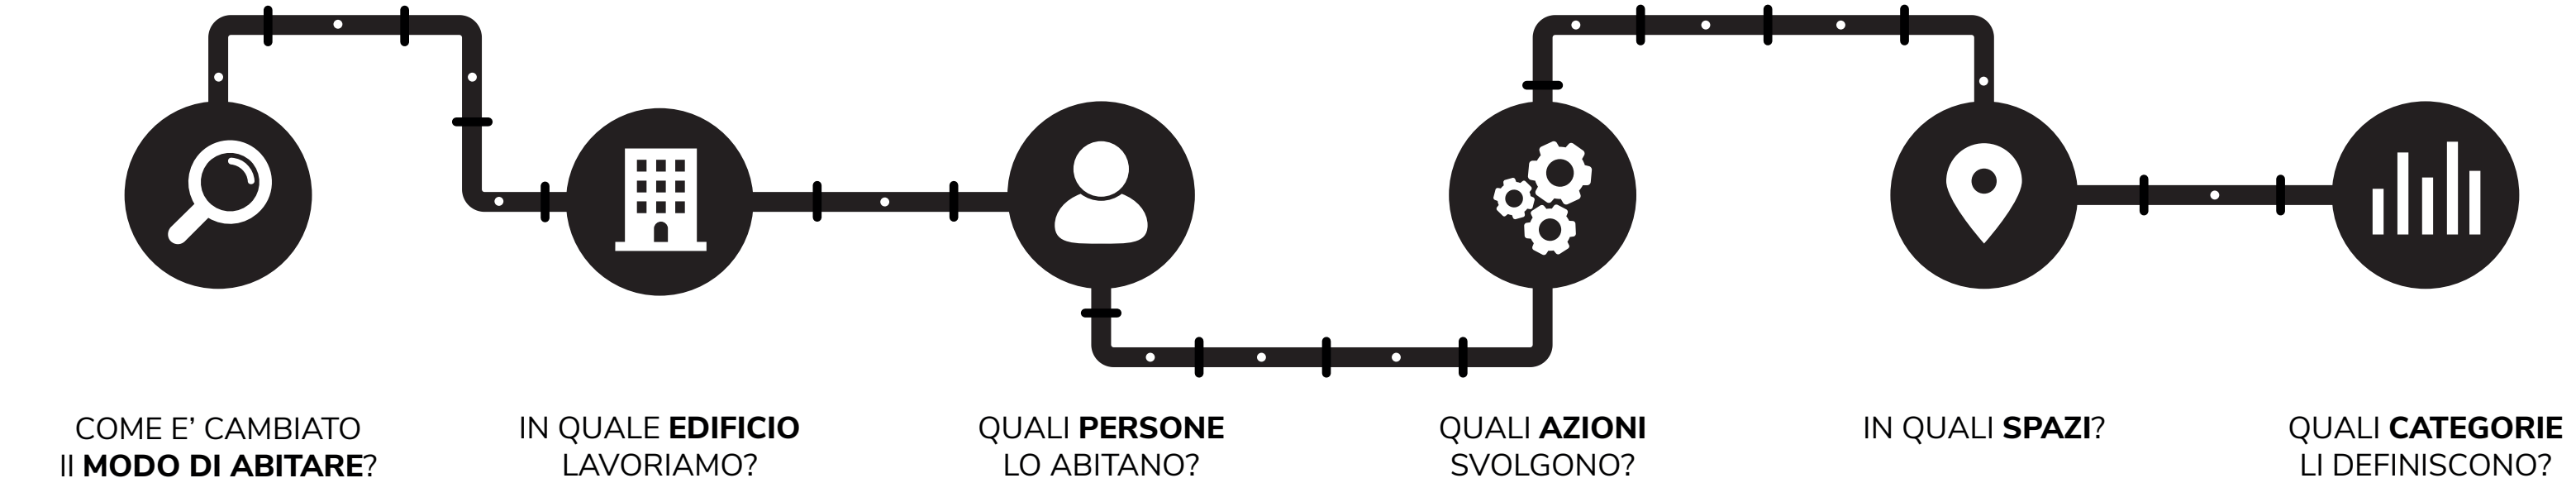 COME E’ CAMBIATO
Il MODO DI ABITARE?
IN QUALE EDIFICIO
LAVORIAMO?
QUALI PERSONE
LO ABITANO?
QUALI AZIONI
SVOLGONO?
IN QUALI SPAZI?
QUALI CATEGORIE
LI DEFINISCONO?